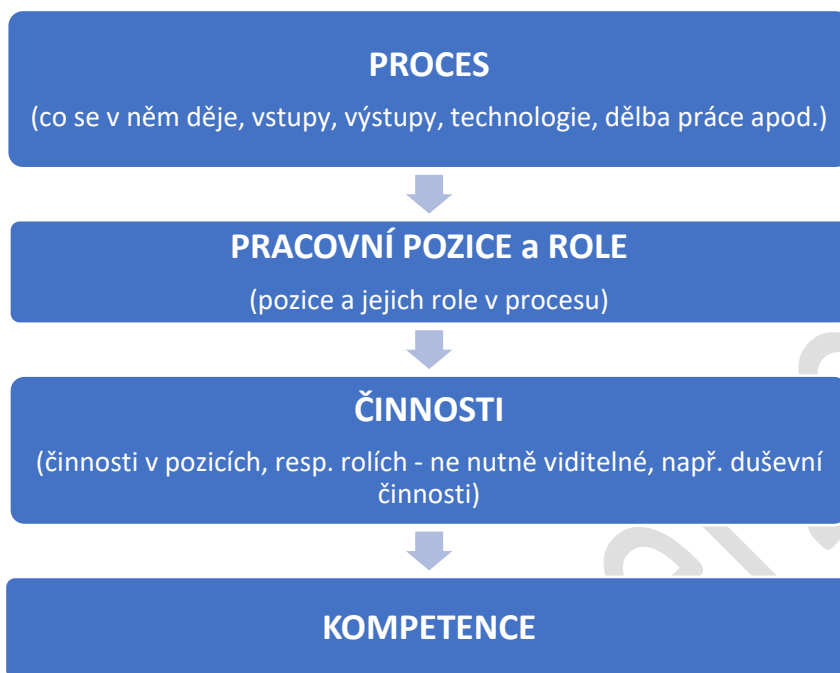 PROCES
(co se v něm děje, vstupy, výstupy, technologie, dělba práce apod.)
PRACOVNÍ POZICE a ROLE
(pozice a jejich role v procesu)
ČINNOSTI
(činnosti v pozicích, resp. rolích - ne nutně viditelné, např. duševní
činnosti)
KOMPETENCE